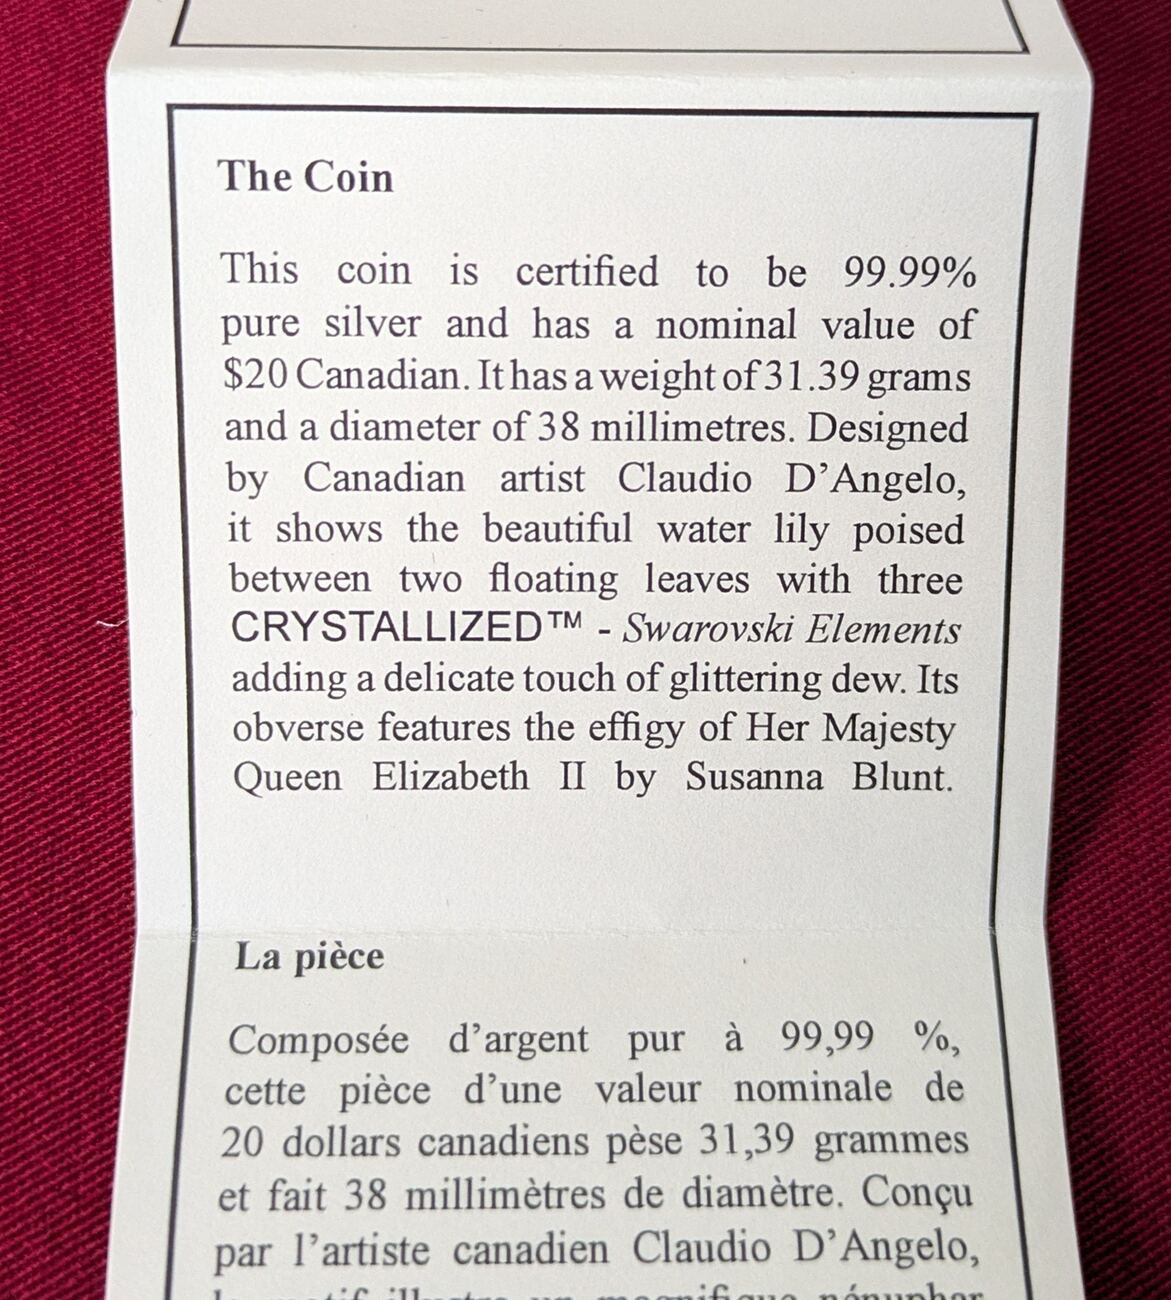 The Coin
This coin is certified to be 99.99%
pure silver and has a nominal value of
$20 Canadian. It has a weight of 31.39 grams
and a diameter of 38 millimetres. Designed
by Canadian artist Claudio D’Angelo,
it shows the beautiful water lily poised
between two floating leaves with three
CRYSTALLIZED™ - Swarovski Elements
adding a delicate touch of glittering dew. Its
obverse features the effigy of Her Majesty
Queen Elizabeth II by Susanna Blunt.
La pièce
Composée d’argent pur à 99,99 %,
cette pièce d’une valeur nominale de
20 dollars canadiens pèse 31,39 grammes
et fait 38 millimètres de diamètre. Conçu
par l’artiste canadien Claudio D’Angelo,
motif illustre un magnifique nénuphar